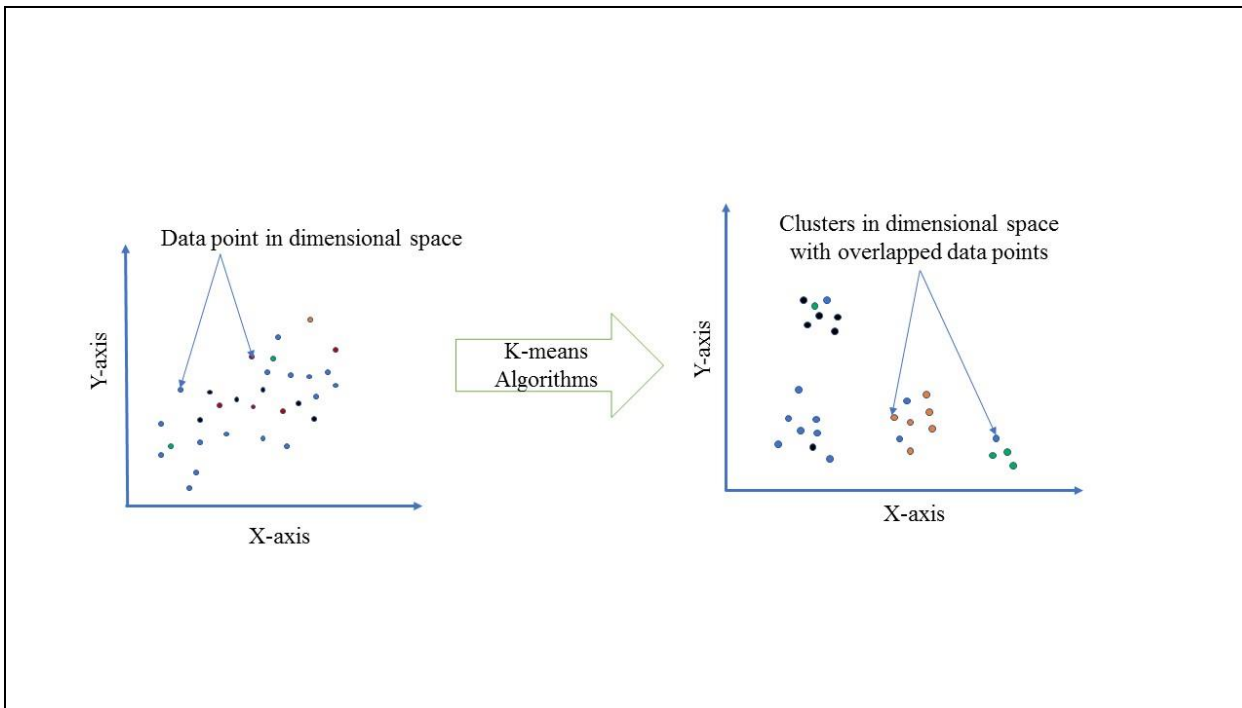 Data point in dimensional space
Y-axis
X-axis
K-means
Algorithms
Clusters in dimensional space
with overlapped data points
Y-axis
X-axis